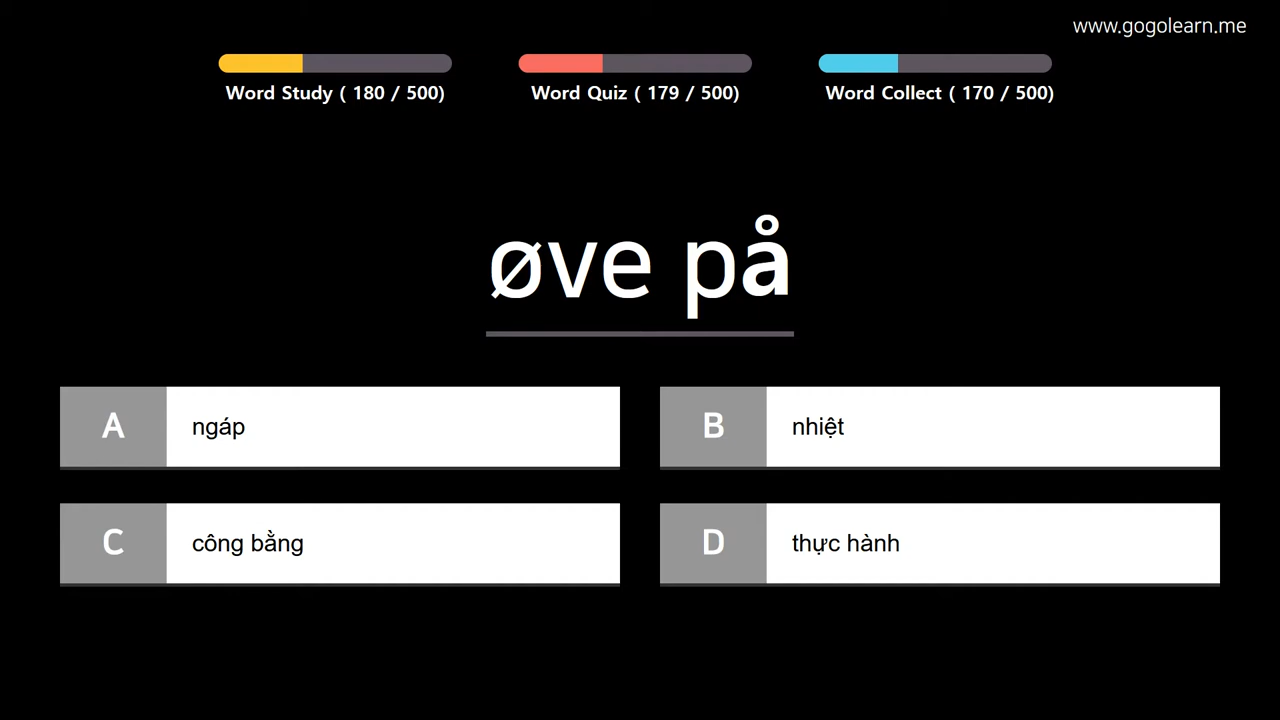 www.gogolearn.me
Word Study ( 180 / 500)
Word Quiz ( 179 / 500)
Word Collect ( 170 / 500)
øve på
A ngáp
B nhiệt
C công bằng
D thực hành